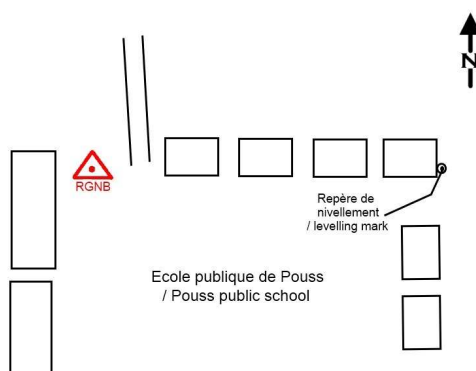 N
RGNB
Repère de
nivellement
/ levelling mark
Ecole publique de Pouss
/ Pouss public school